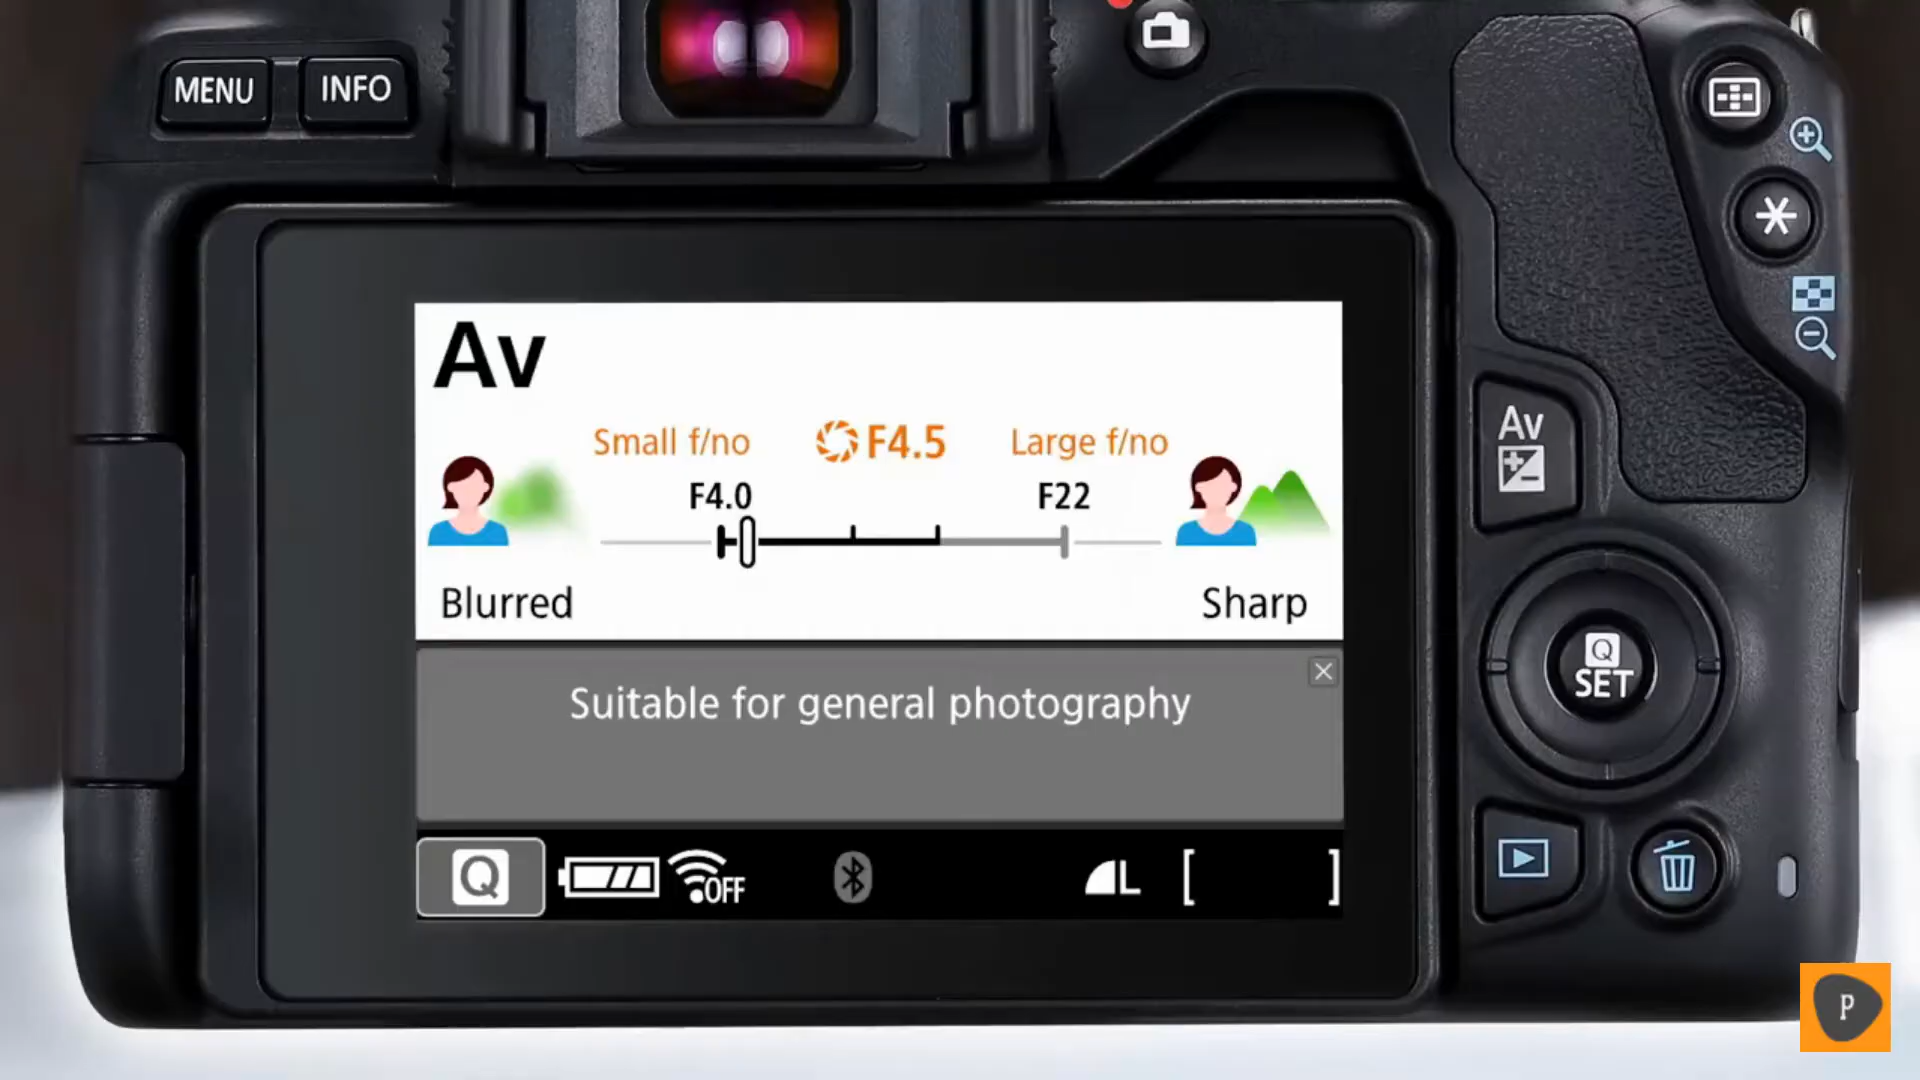 MENU INFO
Av
Small f/no F4.5 Large f/no
F4.0 F22
Blurred Sharp
Suitable for general photography
Q OFF L [ ]
Av
Q
SET
P